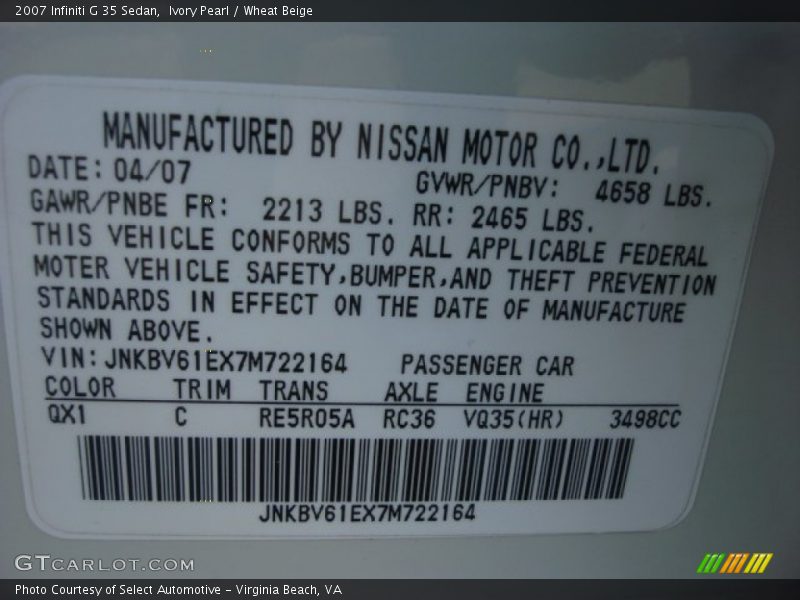 2007 Infiniti G 35 Sedan,  Ivory Pearl / Wheat Beige
MANUFACTURED BY NISSAN MOTOR CO.,LTD.
DATE: 04/07 GVWR/PNBV: 4658 LBS.
GAWR/PNBE FR: 2213 LBS. RR: 2465 LBS.
THIS VEHICLE CONFORMS TO ALL APPLICABLE FEDERAL
MOTER VEHICLE SAFETY,BUMPER,AND THEFT PREVENTION
STANDARDS IN EFFECT ON THE DATE OF MANUFACTURE
SHOWN ABOVE.
VIN: JNKBV61EX7M722164 PASSENGER CAR
COLOR TRIM TRANS AXLE ENGINE
QX1 C RE5R05A RC36 VQ35(HR) 3498CC
JNKBV61EX7M722164
GTCARLOT.COM
Photo Courtesy of Select Automotive - Virginia Beach, VA